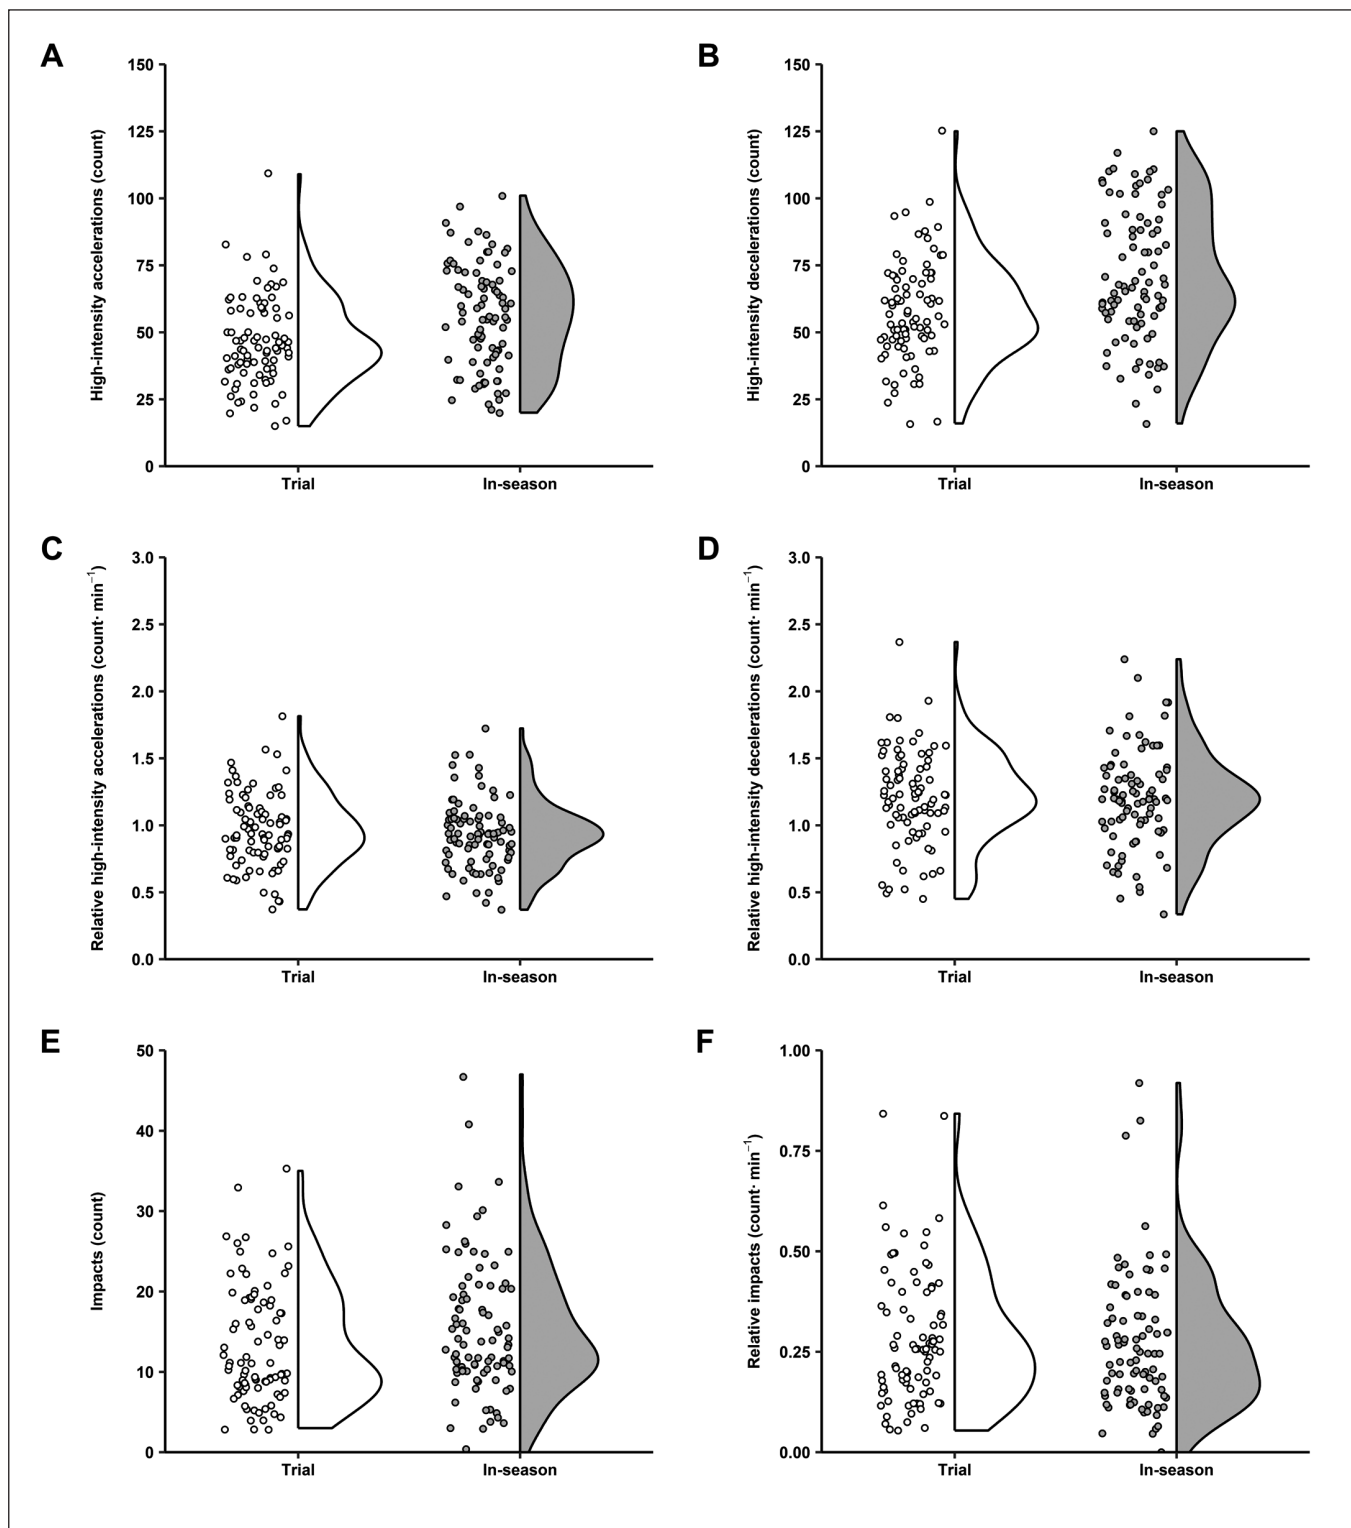 A
B
High-intensity accelerations (count)
150
125
100
75
50
25
0
Trial
In-season
High-intensity decelerations (count)
150
125
100
75
50
25
0
Trial
In-season
C
D
Relative high-intensity accelerations (count· min⁻¹)
3.0
2.5
2.0
1.5
1.0
0.5
0.0
Trial
In-season
Relative high-intensity decelerations (count· min⁻¹)
3.0
2.5
2.0
1.5
1.0
0.5
0.0
Trial
In-season
E
F
Impacts (count)
50
40
30
20
10
0
Trial
In-season
Relative impacts (count· min⁻¹)
1.00
0.75
0.50
0.25
0.00
Trial
In-season